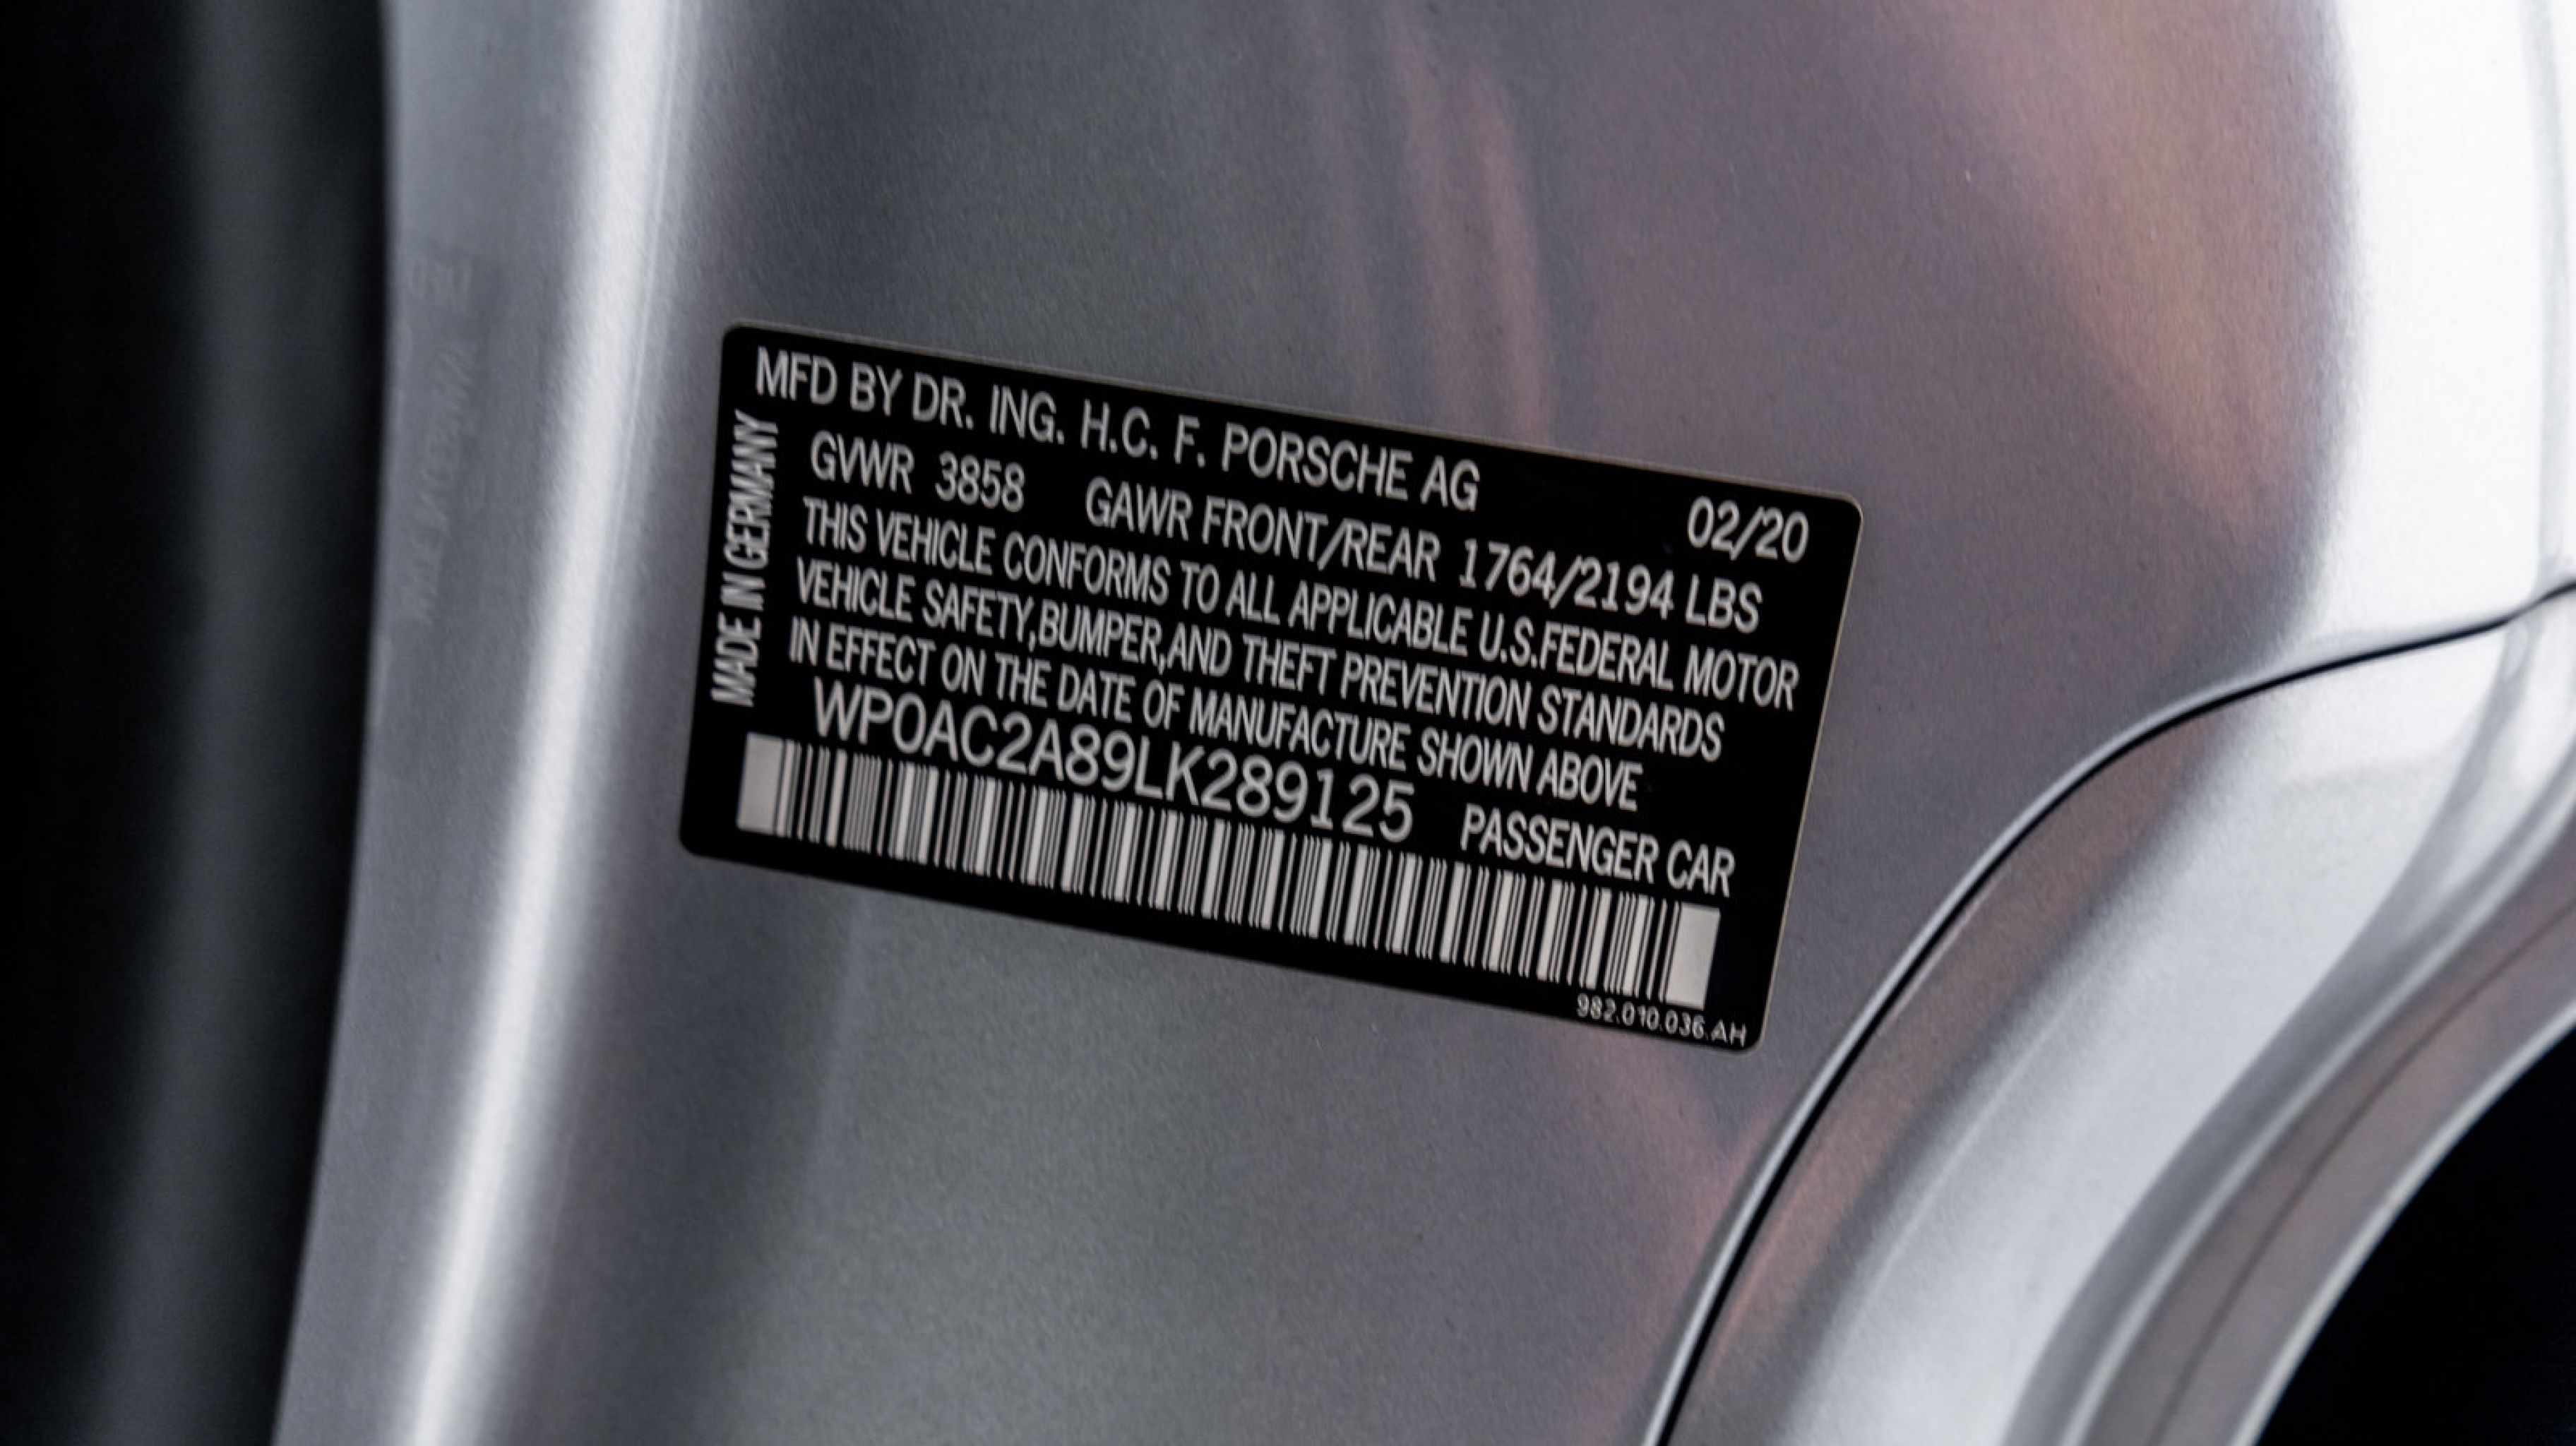 MFD BY DR. ING. H.C. F. PORSCHE AG
02/20
GVWR 3858 GAWR FRONT/REAR 1764/2194 LBS
THIS VEHICLE CONFORMS TO ALL APPLICABLE U.S.FEDERAL MOTOR
VEHICLE SAFETY,BUMPER,AND THEFT PREVENTION STANDARDS
IN EFFECT ON THE DATE OF MANUFACTURE SHOWN ABOVE
WP0AC2A89LK289125 PASSENGER CAR
982.010.036.AH
MADE IN GERMANY